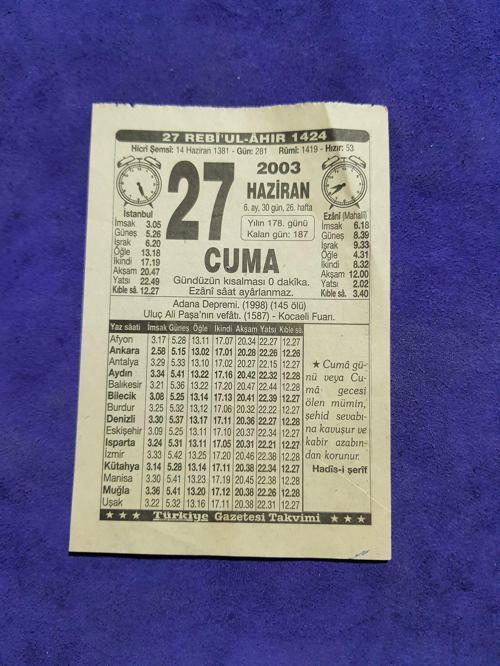 27 REBİ'UL-ÂHIR 1424
Hicri Şemsî: 14 Haziran 1381 - Gün: 281 Rûmî: 1419 - Hızır: 53
27
2003
HAZİRAN
6. ay, 30 gün, 26. hafta
Yılın 178. günü
Kalan gün: 187
CUMA
Gündüzün kısalması 0 dakîka.
Ezânî sâat ayârlanmaz.
İstanbul
İmsak 3.05
Güneş 5.26
İşrak 6.20
Öğle 13.18
İkindi 17.19
Akşam 20.47
Yatsı 22.49
Kıble sâ. 12.27
Ezânî (Mahallî)
İmsak 6.18
Güneş 8.39
İşrak 9.33
Öğle 4.31
İkindi 8.32
Akşam 12.00
Yatsı 2.02
Kıble sâ. 3.40
Adana Depremi. (1998) (145 ölü)
Uluç Ali Paşa'nın vefâtı. (1587) - Kocaeli Fuarı.
Yaz sâati İmsak Güneş Öğle İkindi Akşam Yatsı Kıble sâ.
Afyon 3.17 5.28 13.11 17.07 20.34 22.27 12.27
Ankara 2.58 5.15 13.02 17.01 20.28 22.26 12.26
Antalya 3.29 5.33 13.10 17.02 20.27 22.15 12.27
Aydın 3.34 5.41 13.22 17.16 20.42 22.32 12.28
Balıkesir 3.21 5.36 13.22 17.20 20.47 22.44 12.28
Bilecik 3.08 5.25 13.14 17.13 20.41 22.39 12.27
Burdur 3.25 5.32 13.12 17.06 20.32 22.22 12.27
Denizli 3.30 5.37 13.17 17.11 20.36 22.27 12.28
Eskişehir 3.09 5.25 13.11 17.10 20.37 22.34 12.27
Isparta 3.24 5.31 13.11 17.05 20.31 22.21 12.27
İzmir 3.33 5.42 13.25 17.20 20.46 22.38 12.28
Kütahya 3.14 5.28 13.14 17.11 20.38 22.34 12.27
Manisa 3.30 5.41 13.23 17.19 20.45 22.38 12.28
Muğla 3.36 5.41 13.20 17.12 20.38 22.26 12.28
Uşak 3.22 5.32 13.16 17.11 20.38 22.31 12.27
★ Cumâ gü-
nü veya Cu-
mâ gecesi
ölen mümin,
şehid sevabı-
na kavuşur ve
kabir azabın-
dan korunur.
Hadîs-i şerîf
★ ★ ★ Türkiye Gazetesi Takvimi ★ ★ ★